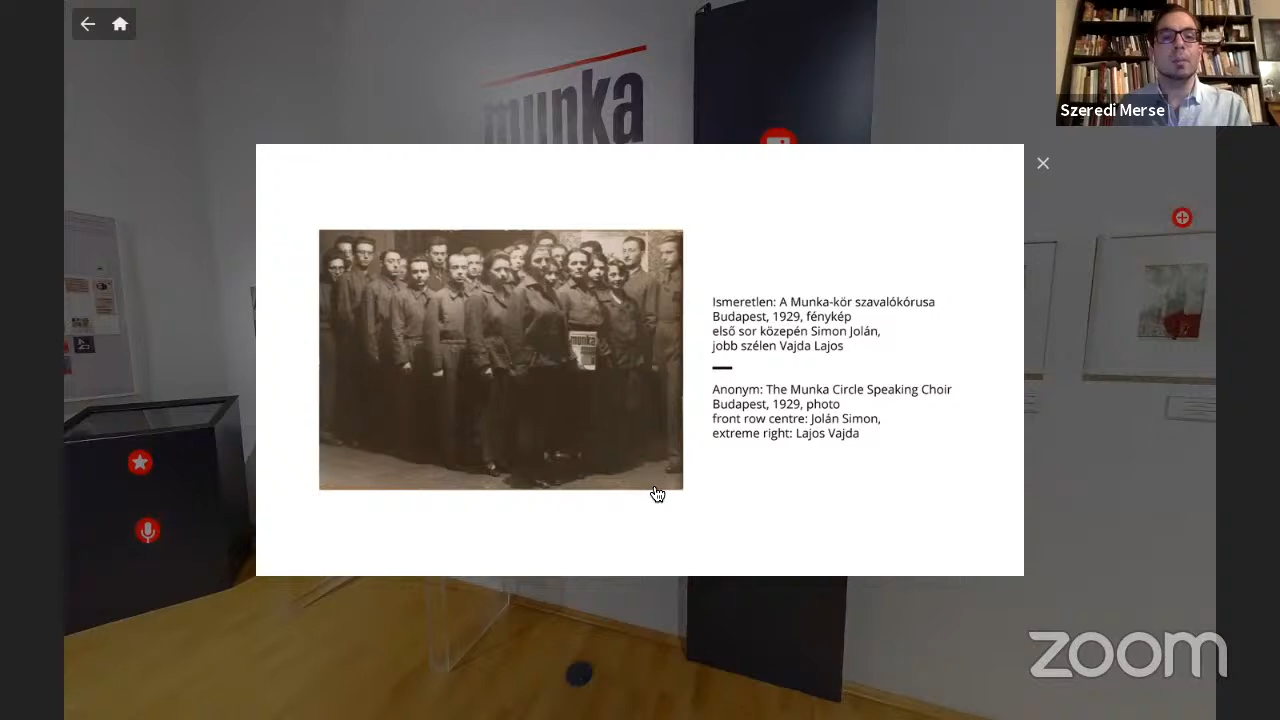 munka
Szeredi Merse
munka
Ismeretlen: A Munka-kör szavalókórusa
Budapest, 1929, fénykép
első sor közepén Simon Jolán,
jobb szélen Vajda Lajos
Anonym: The Munka Circle Speaking Choir
Budapest, 1929, photo
front row centre: Jolán Simon,
extreme right: Lajos Vajda
zoom